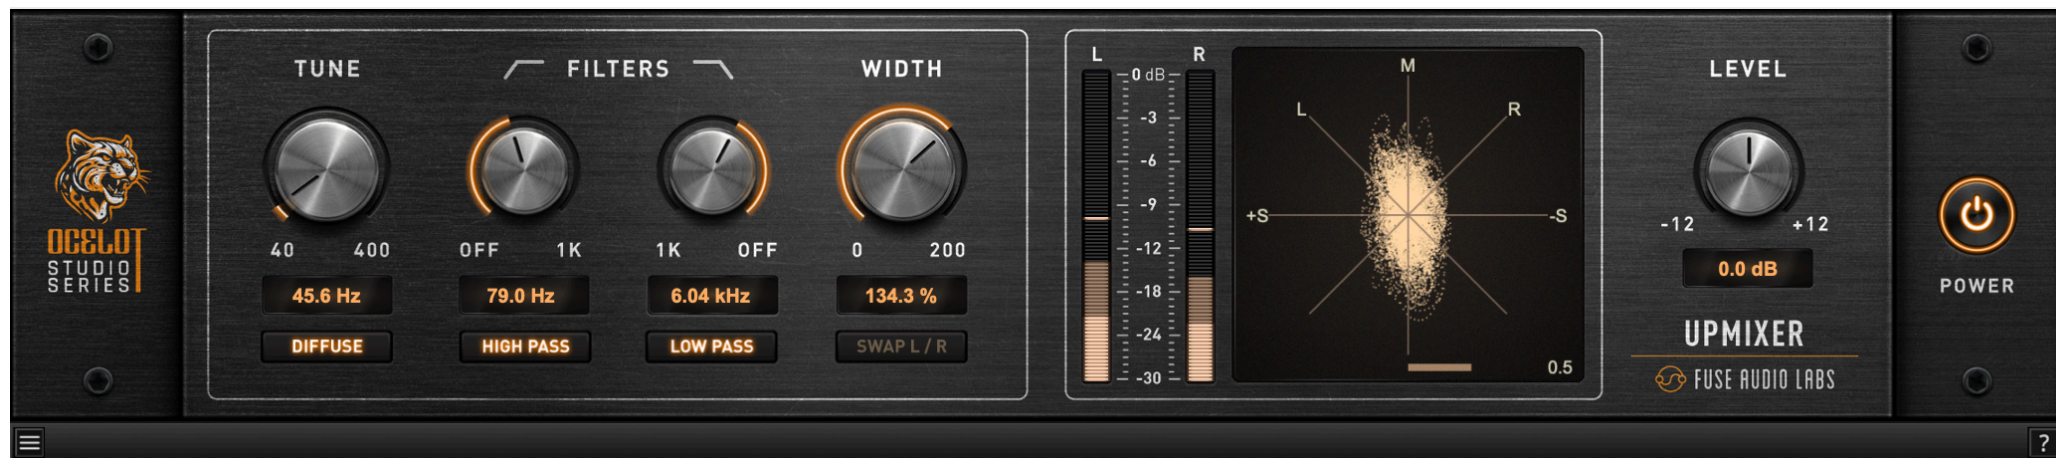 TUNE
FILTERS
WIDTH
40 400
OFF 1K
1K OFF
0 200
45.6 Hz
79.0 Hz
6.04 kHz
134.3 %
DIFFUSE
HIGH PASS
LOW PASS
SWAP L / R
OCELOT
STUDIO
SERIES
L R
0 dB
-3
-6
-9
-12
-18
-24
-30
M
L R
+S -S
0.5
LEVEL
-12 +12
0.0 dB
UPMIXER
FUSE AUDIO LABS
POWER
?